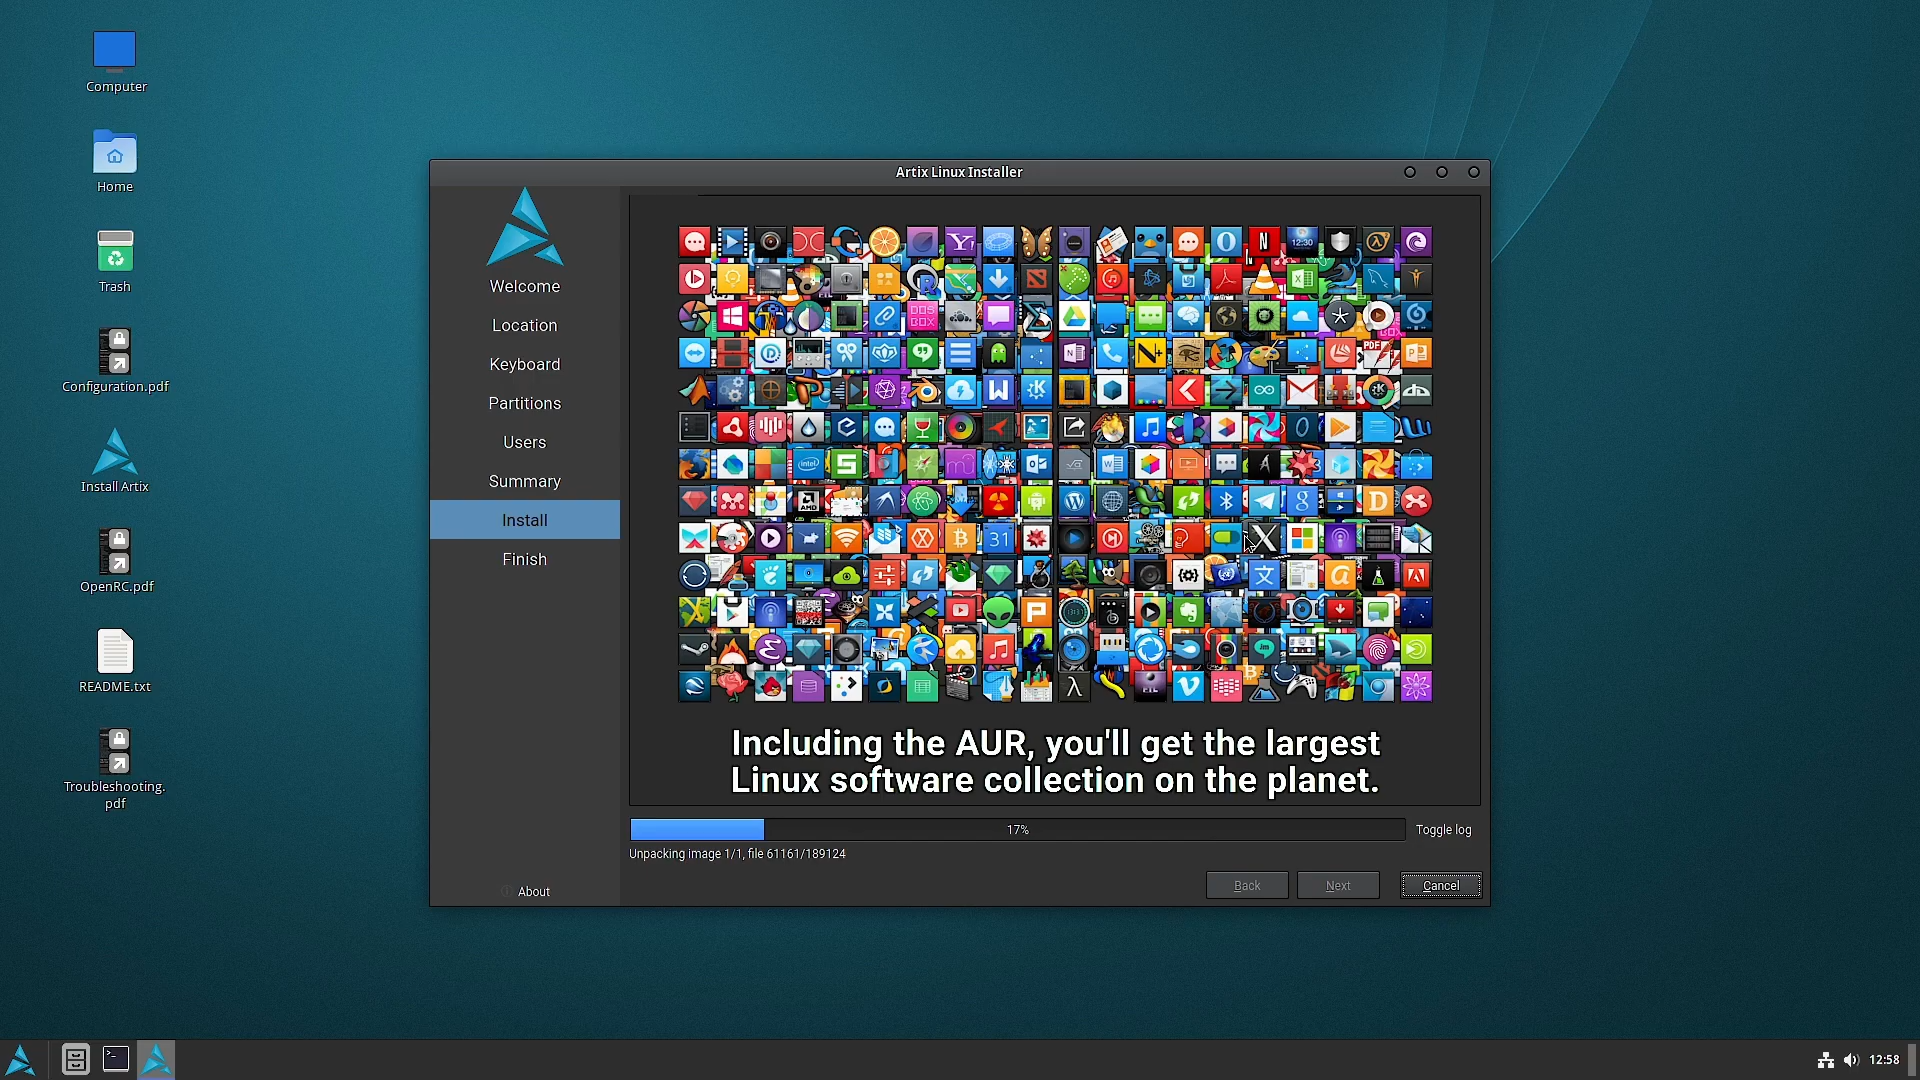 Computer
Home
Trash
Configuration.pdf
Install Artix
OpenRC.pdf
README.txt
Troubleshooting.
pdf
Artix Linux Installer
Welcome
Location
Keyboard
Partitions
Users
Summary
Install
Finish
About
Including the AUR, you'll get the largest
Linux software collection on the planet.
17%
Toggle log
Unpacking image 1/1, file 61161/189124
Back
Next
Cancel
12:58